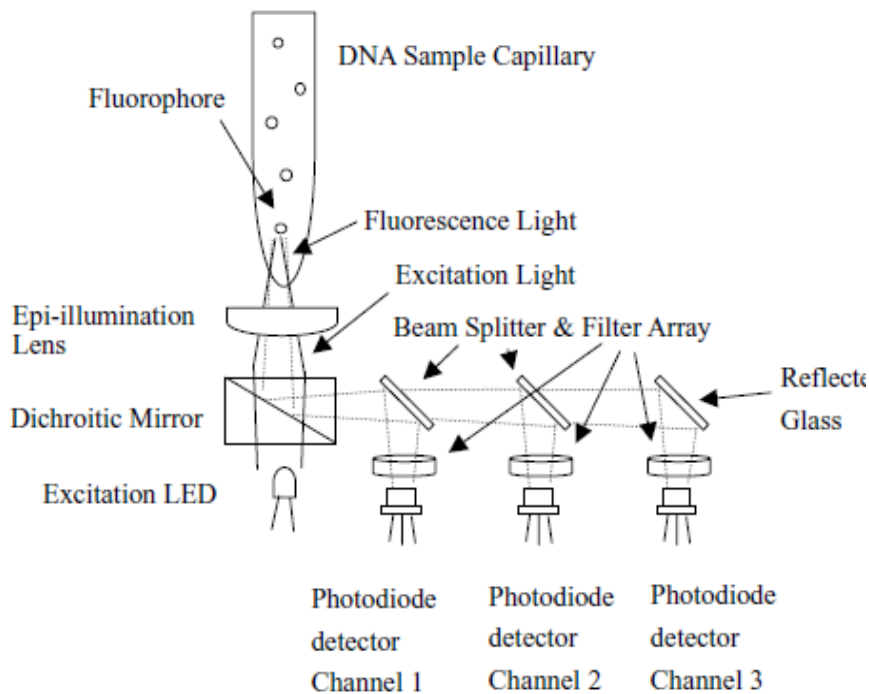 DNA Sample Capillary
Fluorophore
Fluorescence Light
Excitation Light
Epi-illumination
Lens
Beam Splitter & Filter Array
Reflecte
Glass
Dichroitic Mirror
Excitation LED
Photodiode
detector
Channel 1
Photodiode
detector
Channel 2
Photodiode
detector
Channel 3